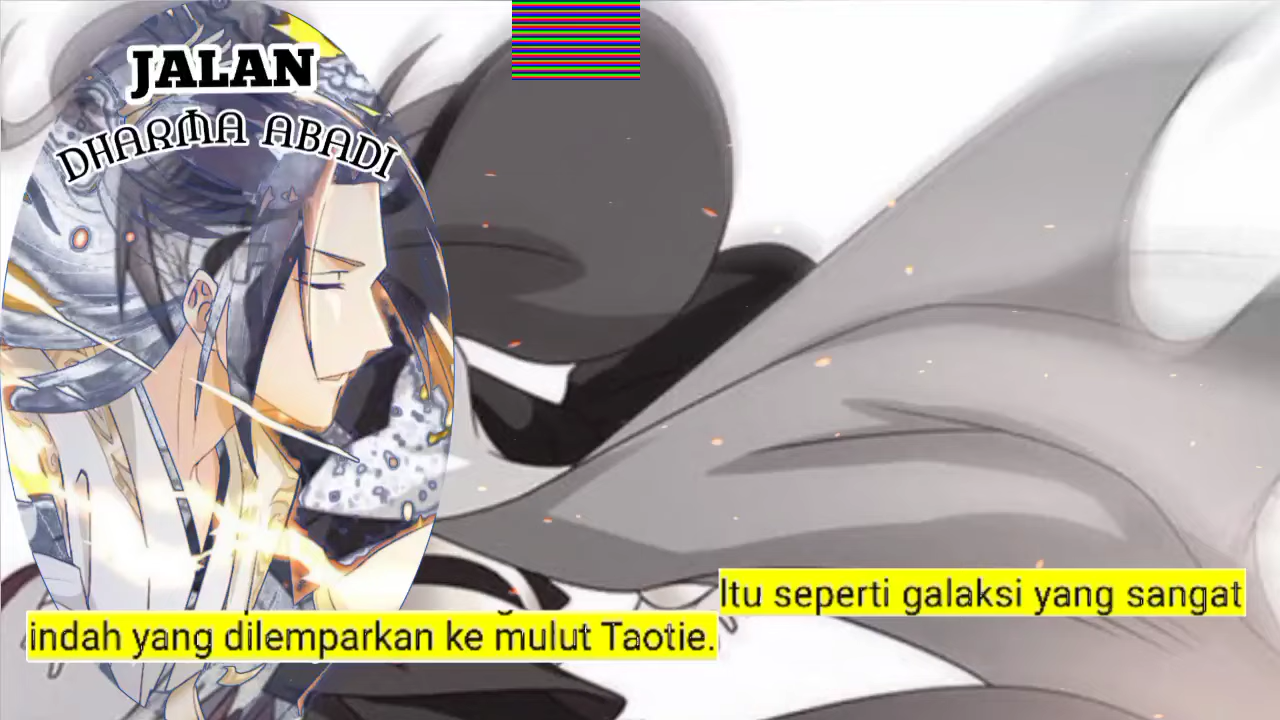 JALAN
DHARMA ABADI
Itu seperti galaksi yang sangat
indah yang dilemparkan ke mulut Taotie.